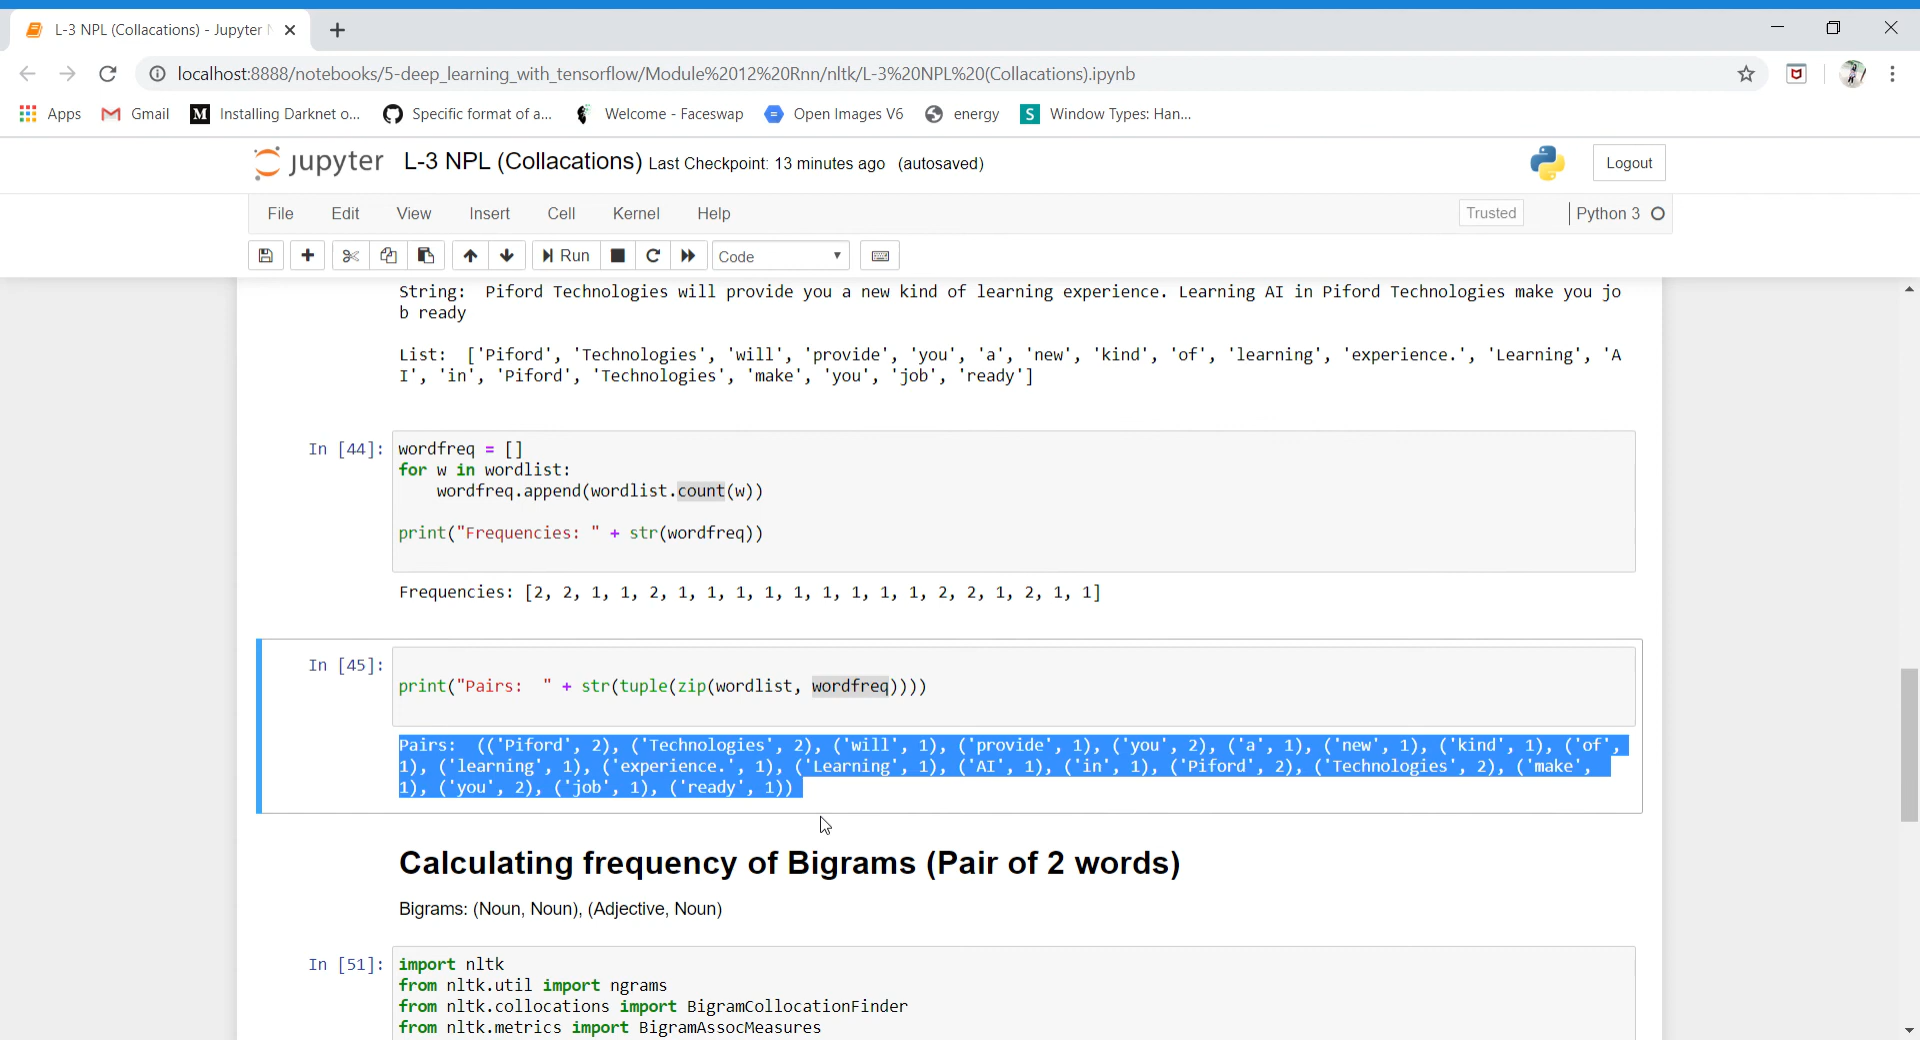 L-3 NPL (Collacations) - Jupyter
localhost:8888/notebooks/5-deep_learning_with_tensorflow/Module%2012%20Rnn/nltk/L-3%20NPL%20(Collacations).ipynb
Apps Gmail Installing Darknet o... Specific format of a... Welcome - Faceswap Open Images V6 energy Window Types: Han...
jupyter L-3 NPL (Collacations) Last Checkpoint: 13 minutes ago (autosaved) Logout
File Edit View Insert Cell Kernel Help Trusted Python 3
Run Code
String:  Piford Technologies will provide you a new kind of learning experience. Learning AI in Piford Technologies make you jo
b ready
List:  ['Piford', 'Technologies', 'will', 'provide', 'you', 'a', 'new', 'kind', 'of', 'learning', 'experience.', 'Learning', 'A
I', 'in', 'Piford', 'Technologies', 'make', 'you', 'job', 'ready']
In [44]: wordfreq = []
for w in wordlist:
    wordfreq.append(wordlist.count(w))
print("Frequencies: " + str(wordfreq))
Frequencies: [2, 2, 1, 1, 2, 1, 1, 1, 1, 1, 1, 1, 1, 1, 2, 2, 1, 2, 1, 1]
In [45]:
print("Pairs:  " + str(tuple(zip(wordlist, wordfreq))))
Pairs:  (('Piford', 2), ('Technologies', 2), ('will', 1), ('provide', 1), ('you', 2), ('a', 1), ('new', 1), ('kind', 1), ('of',
1), ('learning', 1), ('experience.', 1), ('Learning', 1), ('AI', 1), ('in', 1), ('Piford', 2), ('Technologies', 2), ('make',
1), ('you', 2), ('job', 1), ('ready', 1))
Calculating frequency of Bigrams (Pair of 2 words)
Bigrams: (Noun, Noun), (Adjective, Noun)
In [51]: import nltk
from nltk.util import ngrams
from nltk.collocations import BigramCollocationFinder
from nltk.metrics import BigramAssocMeasures